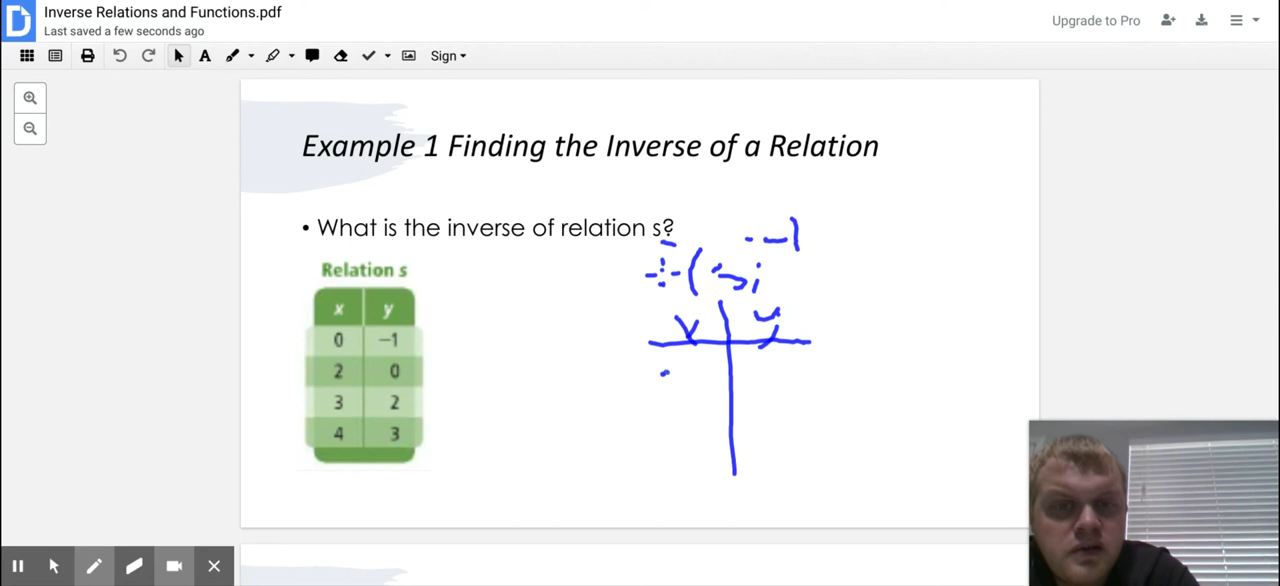 Inverse Relations and Functions.pdf
Last saved a few seconds ago
Upgrade to Pro
A
Sign
Example 1 Finding the Inverse of a Relation
• What is the inverse of relation s?
Relation s
x y
0 −1
2 0
3 2
4 3
-1
y